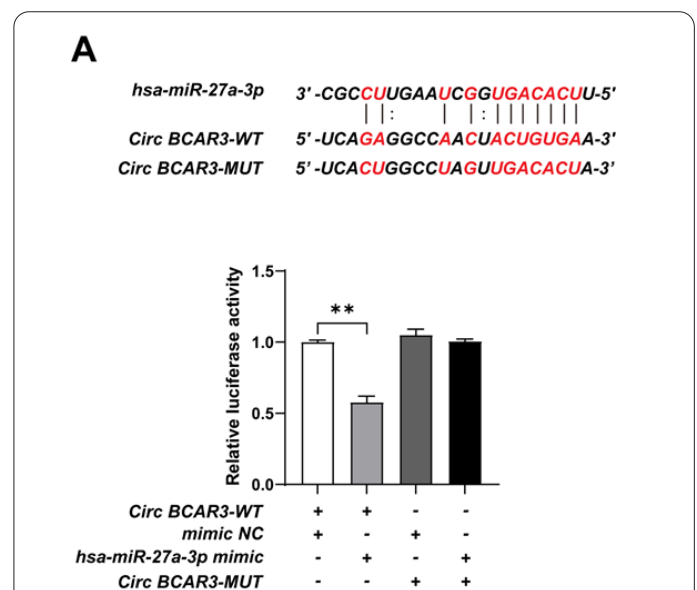 A
hsa-miR-27a-3p 3' -CGCCUUGAAUCGGUGACACUU-5'
| | : | | : | | | | | | |
Circ BCAR3-WT 5' -UCAGAGGCCAACUACUGUGAA-3'
Circ BCAR3-MUT 5' -UCACUGGCCUAGUUGACACUA-3'
Relative luciferase activity
1.5
**
1.0
0.5
0.0
Circ BCAR3-WT + + - -
mimic NC + - + -
hsa-miR-27a-3p mimic - + - +
Circ BCAR3-MUT - - + +